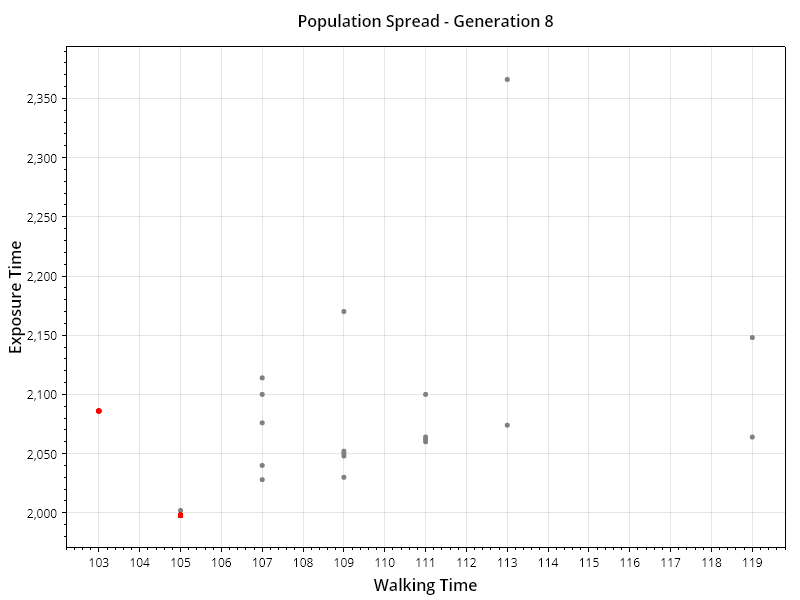 Population Spread - Generation 8
Exposure Time
2,350
2,300
2,250
2,200
2,150
2,100
2,050
2,000
103 104 105 106 107 108 109 110 111 112 113 114 115 116 117 118 119
Walking Time